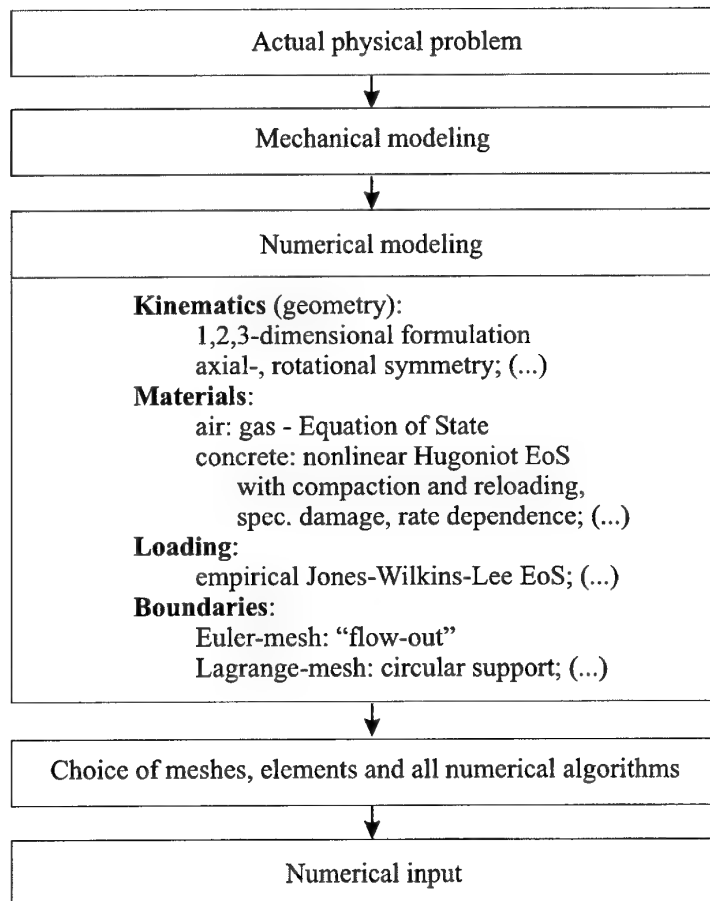 Actual physical problem
Mechanical modeling
Numerical modeling
Kinematics (geometry):
1,2,3-dimensional formulation
axial-, rotational symmetry; (...)
Materials:
air: gas - Equation of State
concrete: nonlinear Hugoniot EoS
with compaction and reloading,
spec. damage, rate dependence; (...)
Loading:
empirical Jones-Wilkins-Lee EoS; (...)
Boundaries:
Euler-mesh: “flow-out”
Lagrange-mesh: circular support; (...)
Choice of meshes, elements and all numerical algorithms
Numerical input